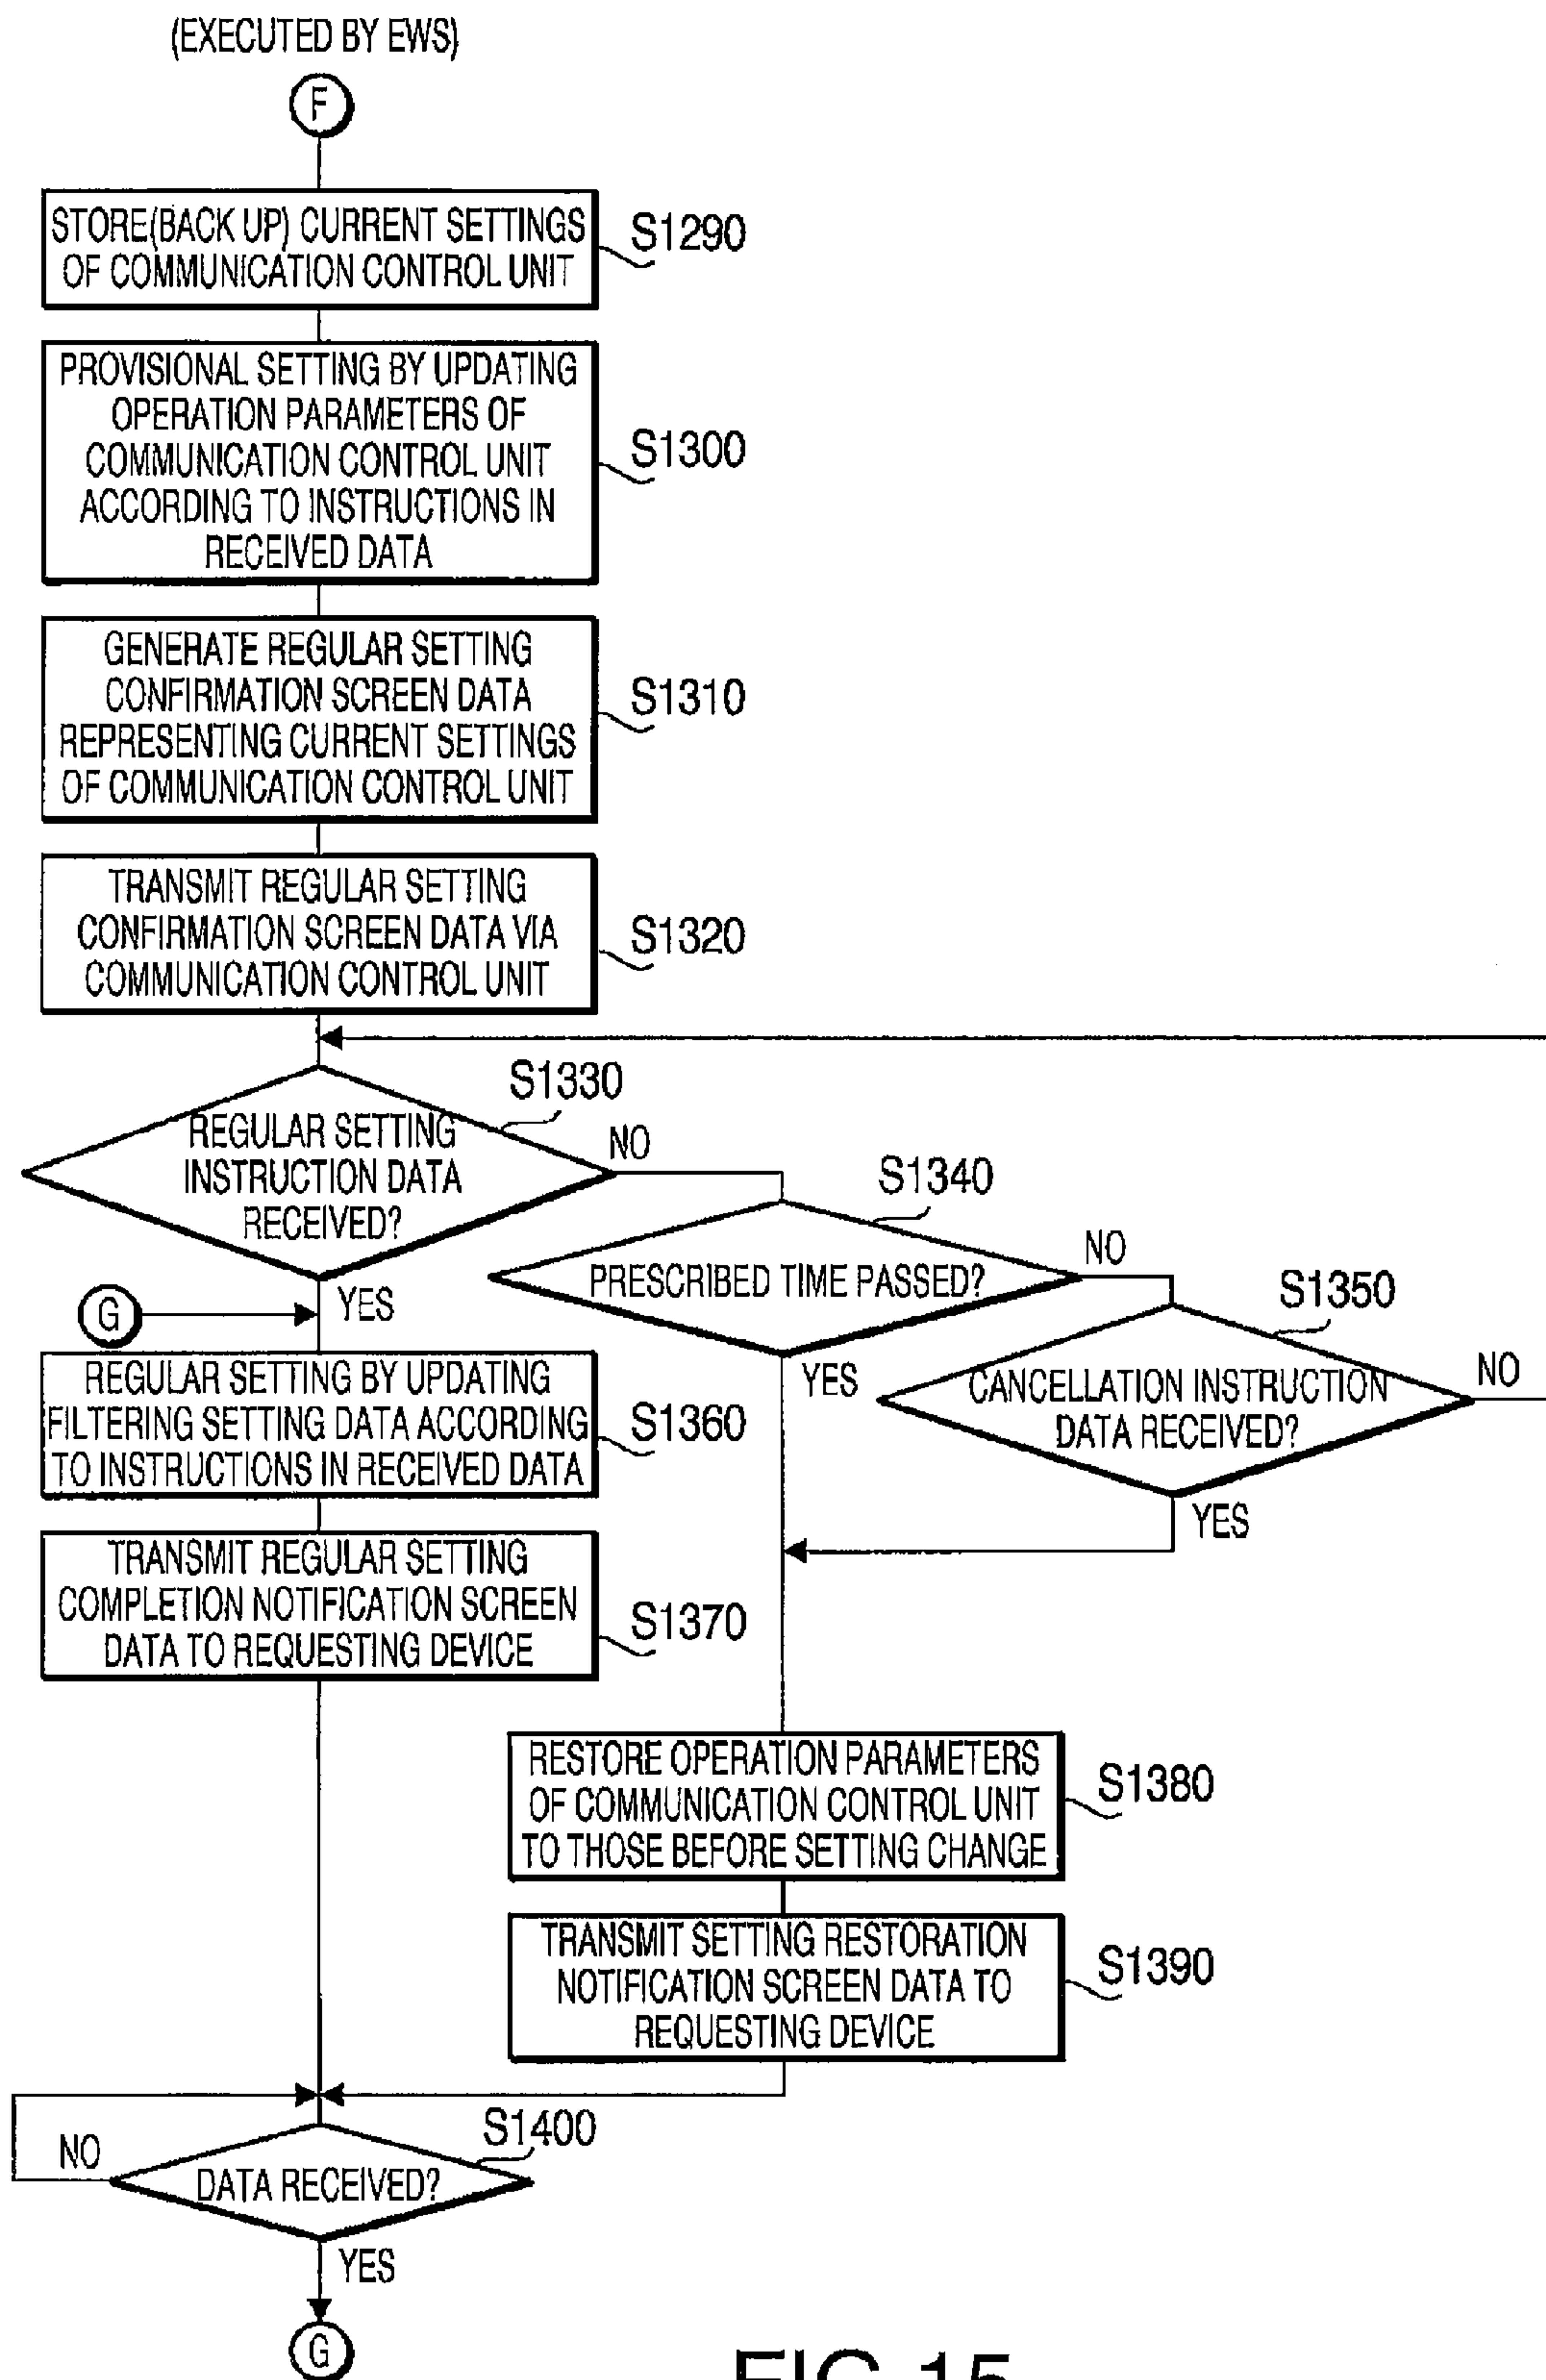 (EXECUTED BY EWS)
F
STORE(BACK UP) CURRENT SETTINGS
OF COMMUNICATION CONTROL UNIT
S1290
PROVISIONAL SETTING BY UPDATING
OPERATION PARAMETERS OF
COMMUNICATION CONTROL UNIT
ACCORDING TO INSTRUCTIONS IN
RECEIVED DATA
S1300
GENERATE REGULAR SETTING
CONFIRMATION SCREEN DATA
REPRESENTING CURRENT SETTINGS
OF COMMUNICATION CONTROL UNIT
S1310
TRANSMIT REGULAR SETTING
CONFIRMATION SCREEN DATA VIA
COMMUNICATION CONTROL UNIT
S1320
S1330
REGULAR SETTING
INSTRUCTION DATA
RECEIVED?
NO
YES
S1340
PRESCRIBED TIME PASSED?
NO
YES
S1350
CANCELLATION INSTRUCTION
DATA RECEIVED?
NO
YES
G
REGULAR SETTING BY UPDATING
FILTERING SETTING DATA ACCORDING
TO INSTRUCTIONS IN RECEIVED DATA
S1360
TRANSMIT REGULAR SETTING
COMPLETION NOTIFICATION SCREEN
DATA TO REQUESTING DEVICE
S1370
RESTORE OPERATION PARAMETERS
OF COMMUNICATION CONTROL UNIT
TO THOSE BEFORE SETTING CHANGE
S1380
TRANSMIT SETTING RESTORATION
NOTIFICATION SCREEN DATA TO
REQUESTING DEVICE
S1390
S1400
DATA RECEIVED?
NO
YES
G
FIG. 15